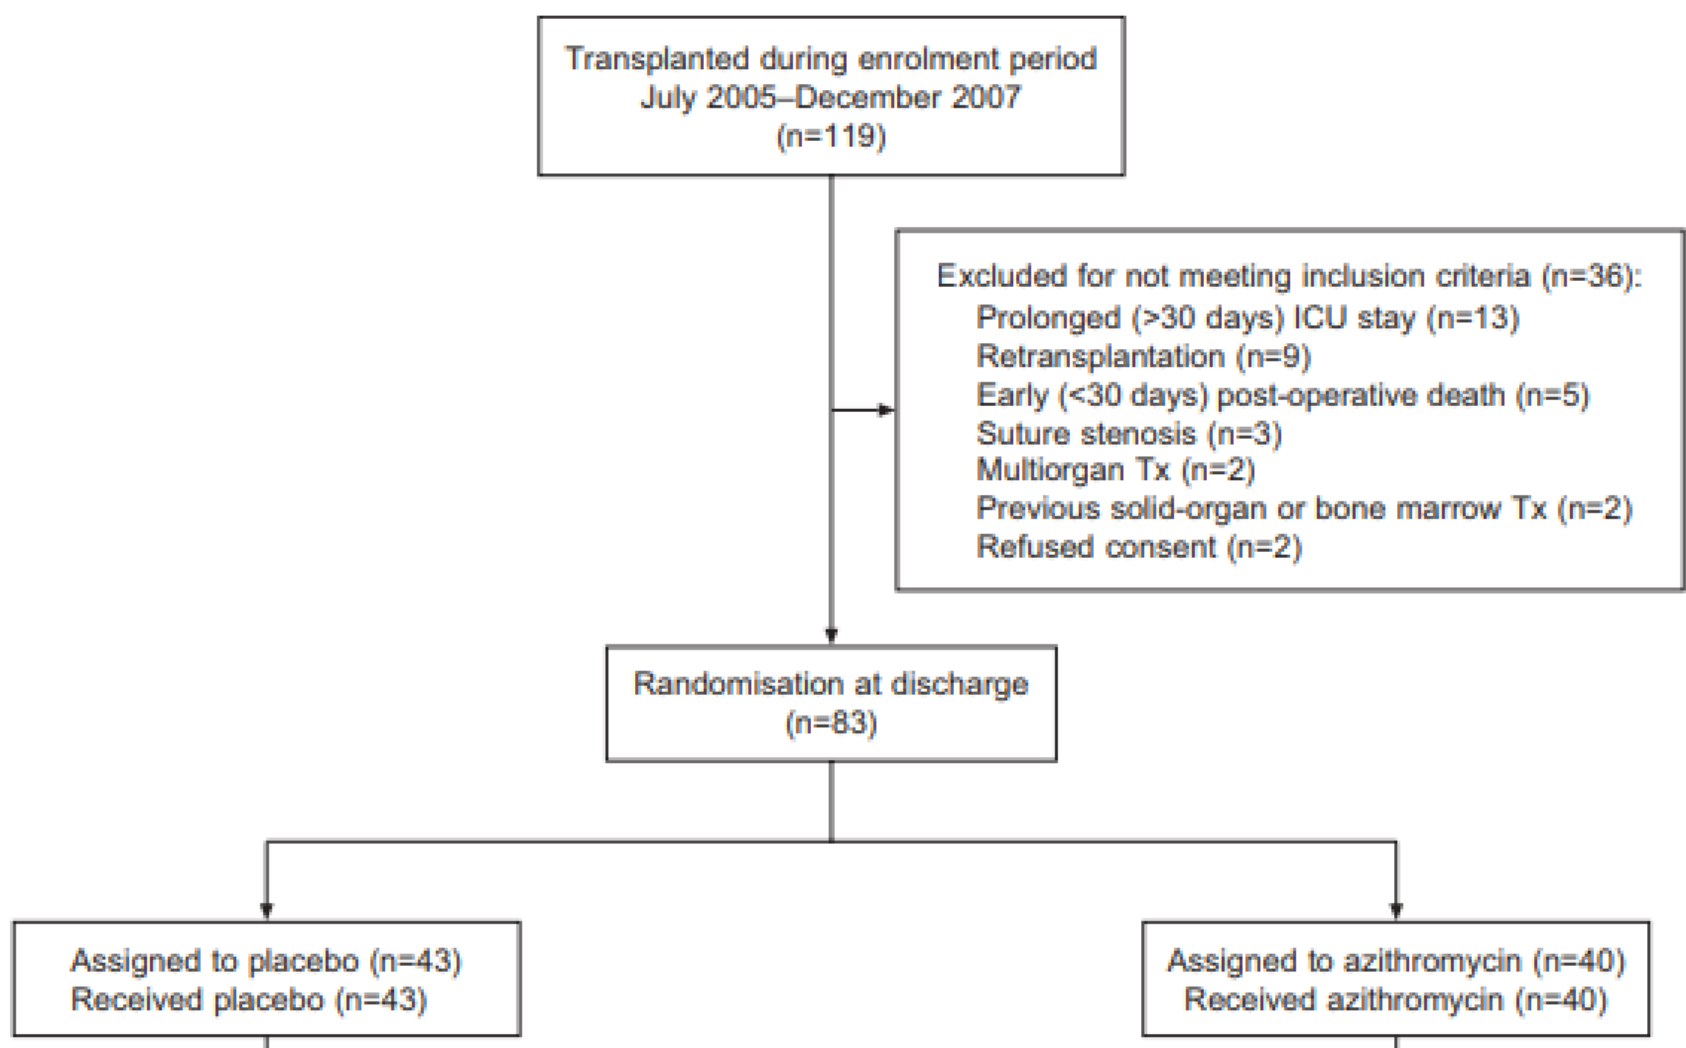 Transplanted during enrolment period
July 2005–December 2007
(n=119)
Excluded for not meeting inclusion criteria (n=36):
Prolonged (>30 days) ICU stay (n=13)
Retransplantation (n=9)
Early (<30 days) post-operative death (n=5)
Suture stenosis (n=3)
Multiorgan Tx (n=2)
Previous solid-organ or bone marrow Tx (n=2)
Refused consent (n=2)
Randomisation at discharge
(n=83)
Assigned to placebo (n=43)
Received placebo (n=43)
Assigned to azithromycin (n=40)
Received azithromycin (n=40)